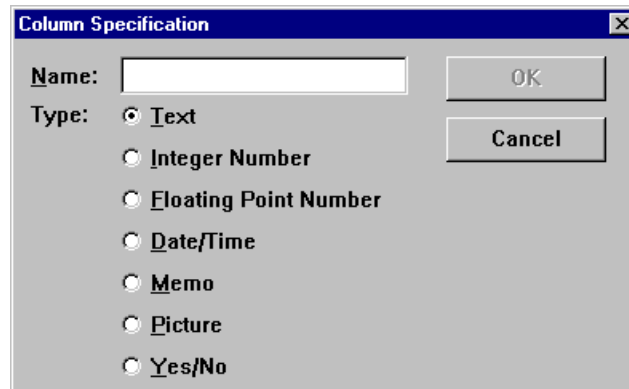 Column Specification
Name:
OK
Type:
Text
Cancel
Integer Number
Floating Point Number
Date/Time
Memo
Picture
Yes/No